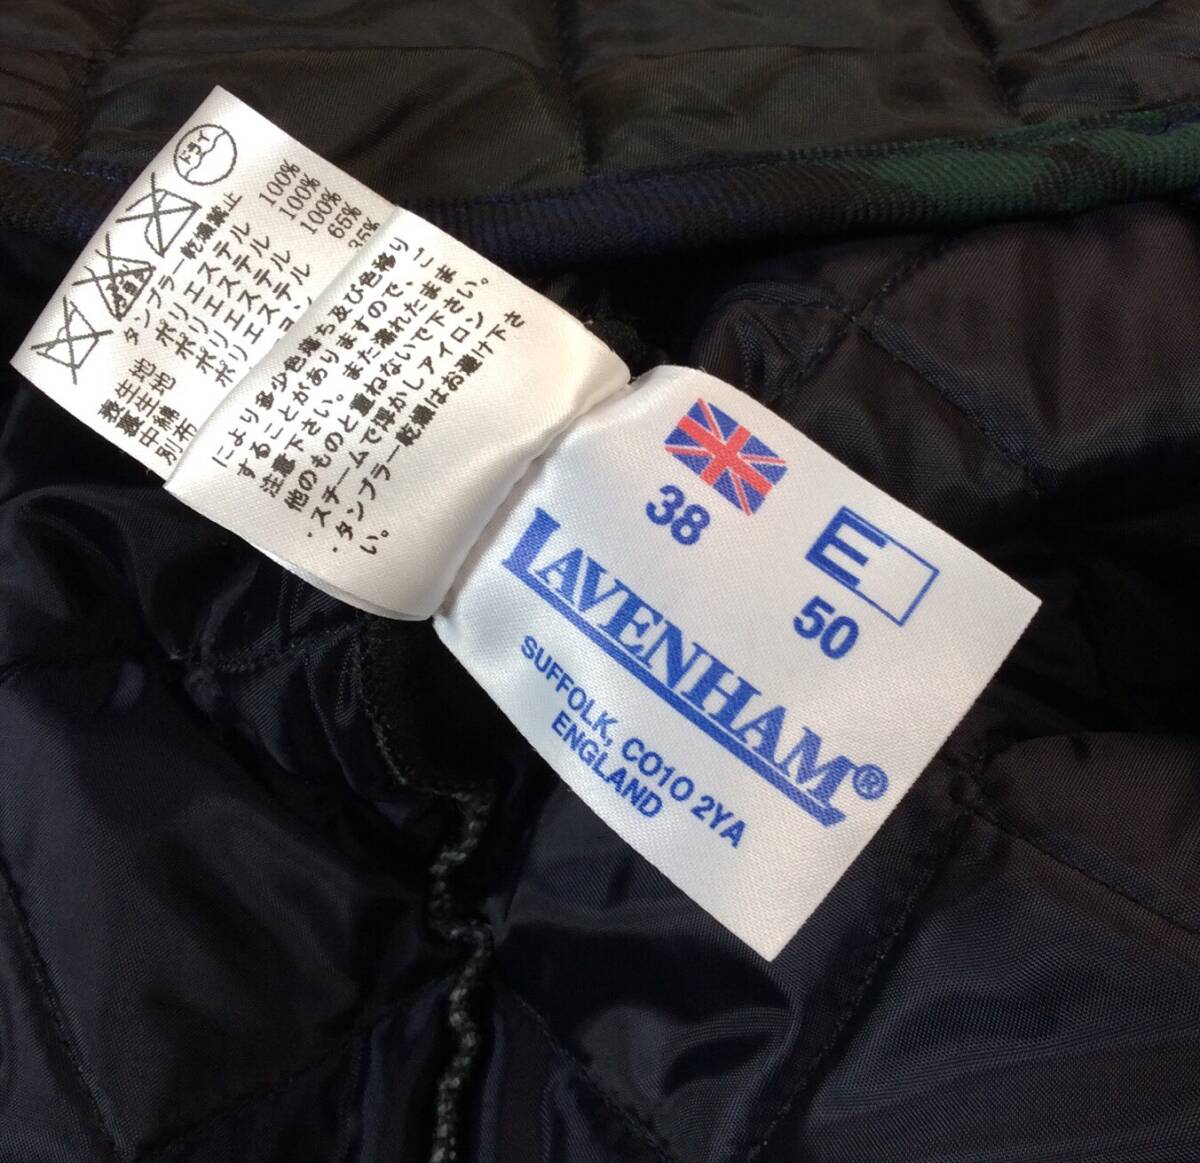 ドライ
タンブラー乾燥禁止
表生地 ポリエステル 100%
裏生地 ポリエステル 100%
中綿 ポリエステル 100%
別布 ポリエステル 65%
35%
により多少色落ち及び色移り
することがありますので、ご
注意下さい。また濡れたまま
他のものと重ねないで下さい。
・スチームで浮かしアイロン
・タンブラー乾燥はお避け下さ
い。
38
E
50
LAVENHAM®
SUFFOLK, CO10 2YA
ENGLAND